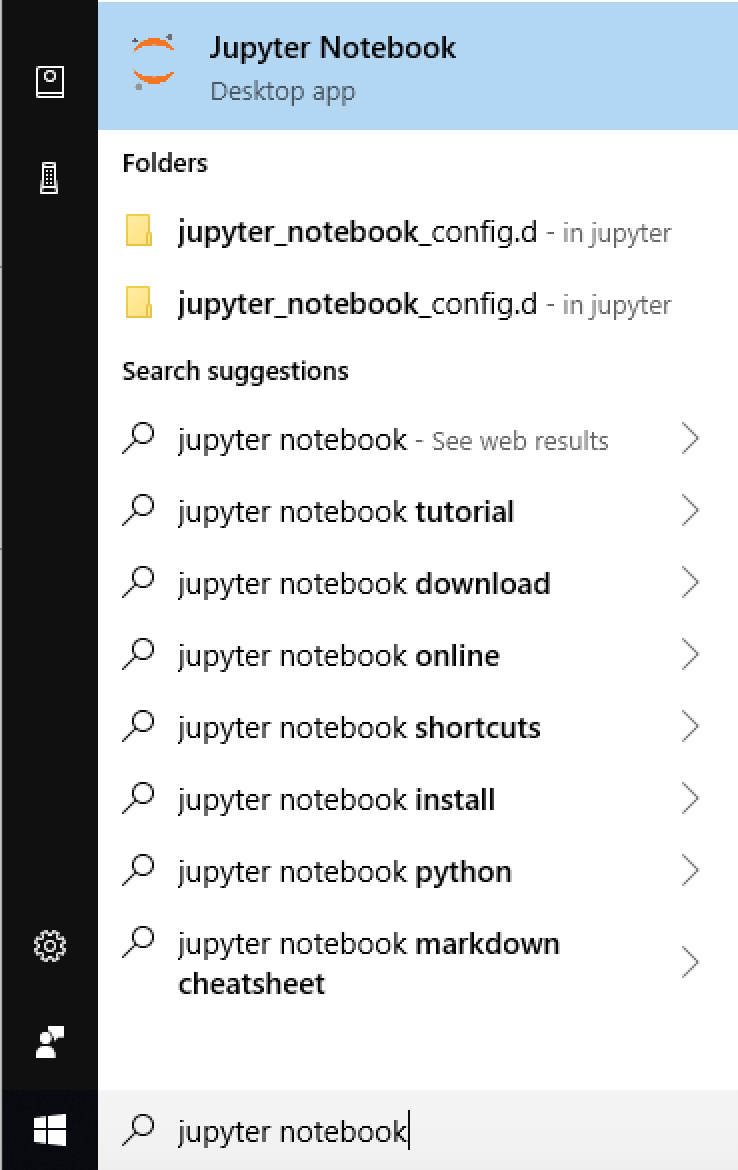 Jupyter Notebook
Desktop app
Folders
jupyter_notebook_config.d - in jupyter
jupyter_notebook_config.d - in jupyter
Search suggestions
jupyter notebook - See web results
jupyter notebook tutorial
jupyter notebook download
jupyter notebook online
jupyter notebook shortcuts
jupyter notebook install
jupyter notebook python
jupyter notebook markdown
cheatsheet
jupyter notebook